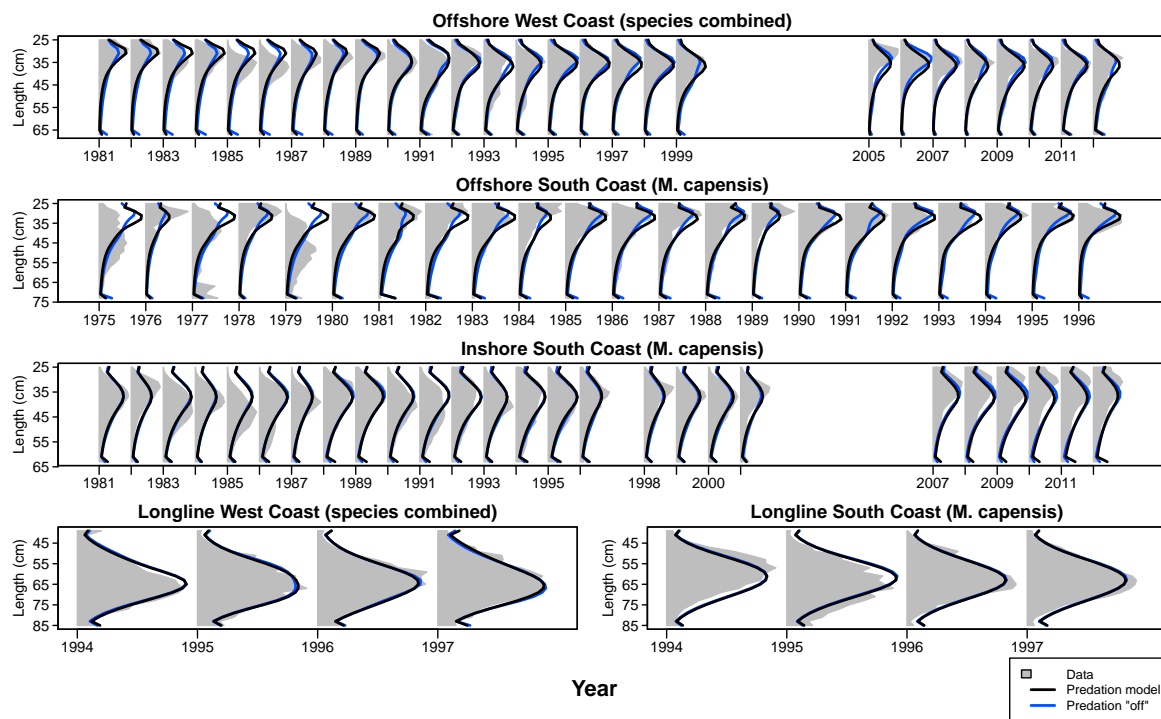 Offshore West Coast (species combined)
Length (cm)
25
35
45
55
65
1981 1983 1985 1987 1989 1991 1993 1995 1997 1999 2005 2007 2009 2011
Offshore South Coast (M. capensis)
Length (cm)
25
35
45
55
65
75
1975 1976 1977 1978 1979 1980 1981 1982 1983 1984 1985 1986 1987 1988 1989 1990 1991 1992 1993 1994 1995 1996
Inshore South Coast (M. capensis)
Length (cm)
25
35
45
55
65
1981 1983 1985 1987 1989 1991 1993 1995 1998 2000 2007 2009 2011
Longline West Coast (species combined)
Length (cm)
45
65
75
85
55
1994 1995 1996 1997
Longline South Coast (M. capensis)
Length (cm)
45
55
65
75
85
1994 1995 1996 1997
Year
Data
Predation model
Predation "off"